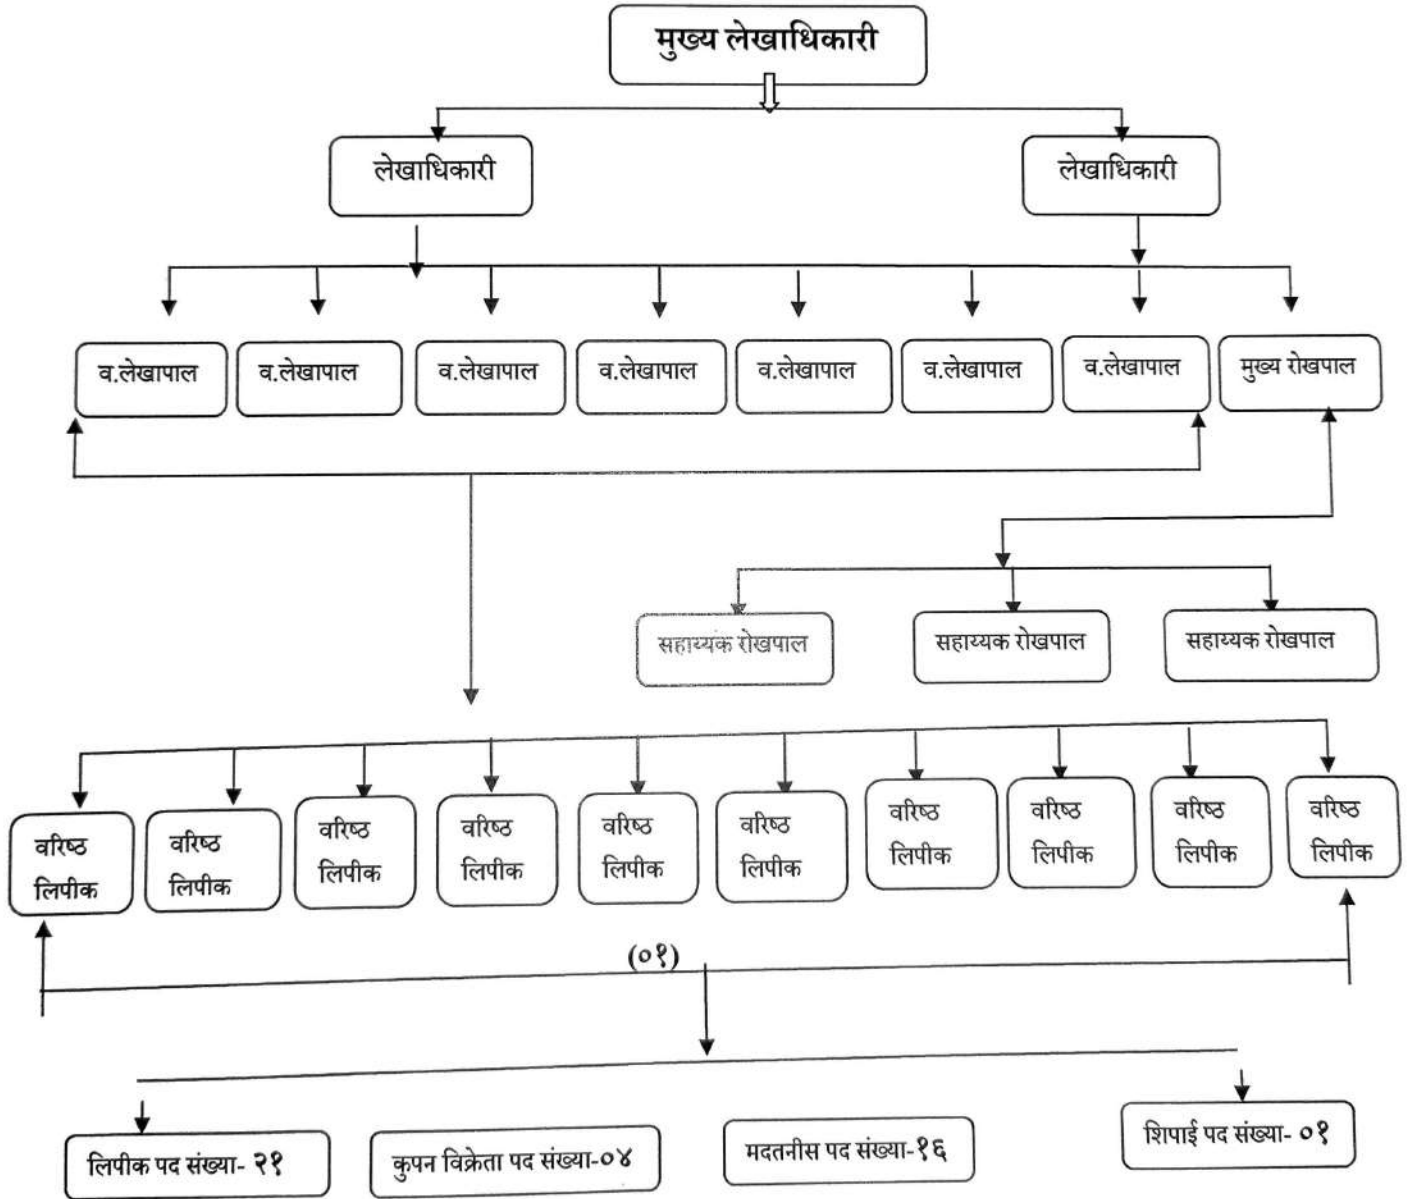 मुख्य लेखाधिकारी
लेखाधिकारी
लेखाधिकारी
व.लेखापाल
व.लेखापाल
व.लेखापाल
व.लेखापाल
व.लेखापाल
व.लेखापाल
व.लेखापाल
मुख्य रोखपाल
सहाय्यक रोखपाल
सहाय्यक रोखपाल
सहाय्यक रोखपाल
वरिष्ठ
लिपीक
वरिष्ठ
लिपीक
वरिष्ठ
लिपीक
वरिष्ठ
लिपीक
वरिष्ठ
लिपीक
वरिष्ठ
लिपीक
वरिष्ठ
लिपीक
वरिष्ठ
लिपीक
वरिष्ठ
लिपीक
वरिष्ठ
लिपीक
(०१)
लिपीक पद संख्या- २१
कुपन विक्रेता पद संख्या-०४
मदतनीस पद संख्या-१६
शिपाई पद संख्या- ०१